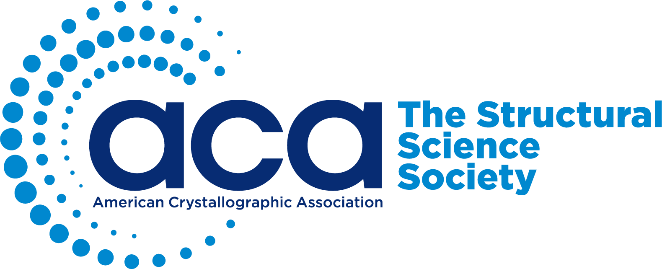 aca
American Crystallographic Association
The Structural
Science
Society